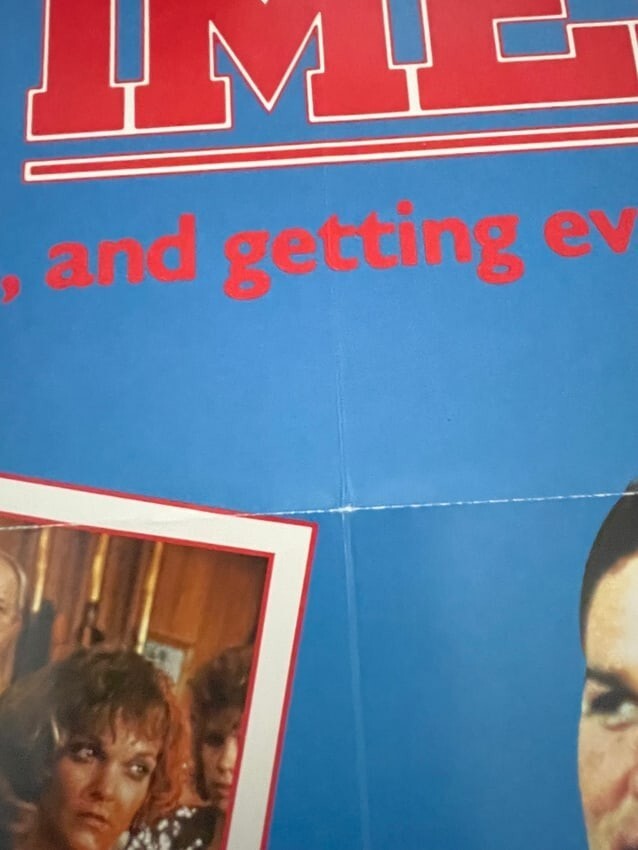 IME
, and getting ev